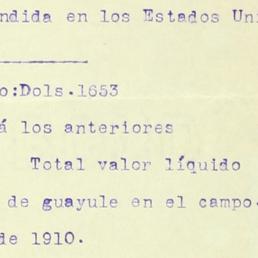 ndida en los Estados Uni
o:Dols.1653
á los anteriores
Total valor líquido
de guayule en el campo.
de 1910.